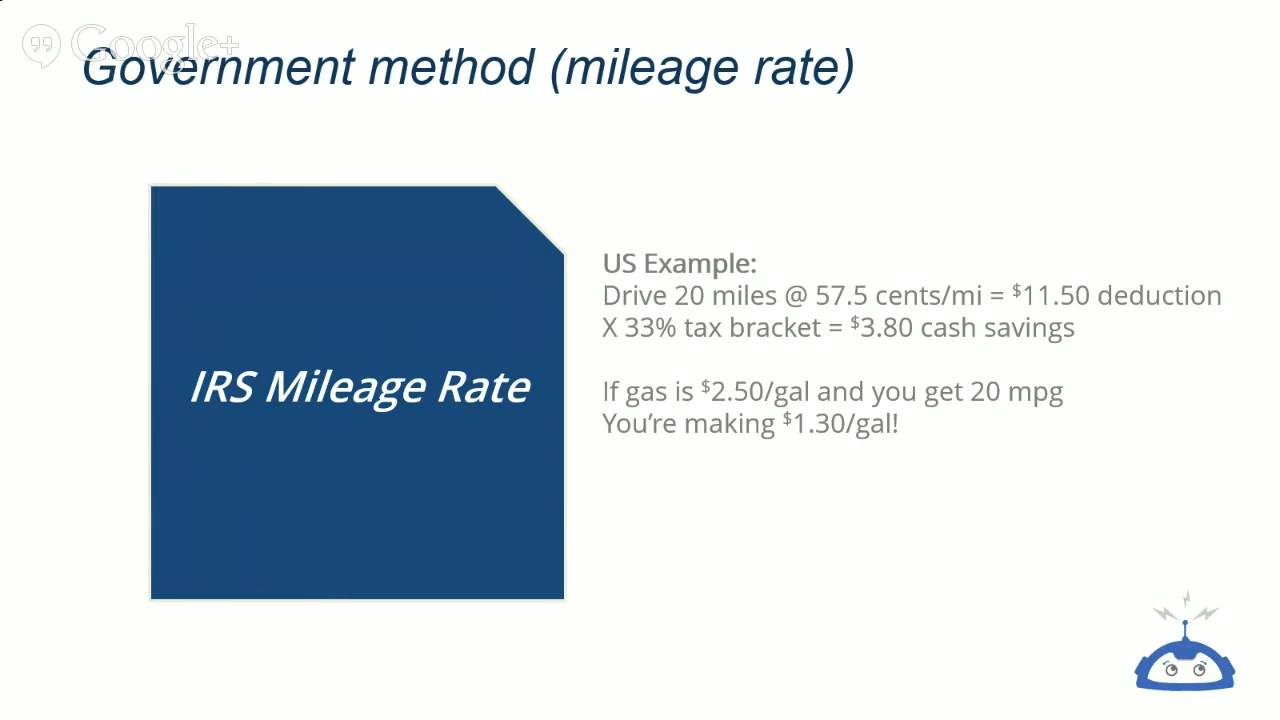 Google+
Government method (mileage rate)
IRS Mileage Rate
US Example:
Drive 20 miles @ 57.5 cents/mi = $11.50 deduction
X 33% tax bracket = $3.80 cash savings
If gas is $2.50/gal and you get 20 mpg
You’re making $1.30/gal!